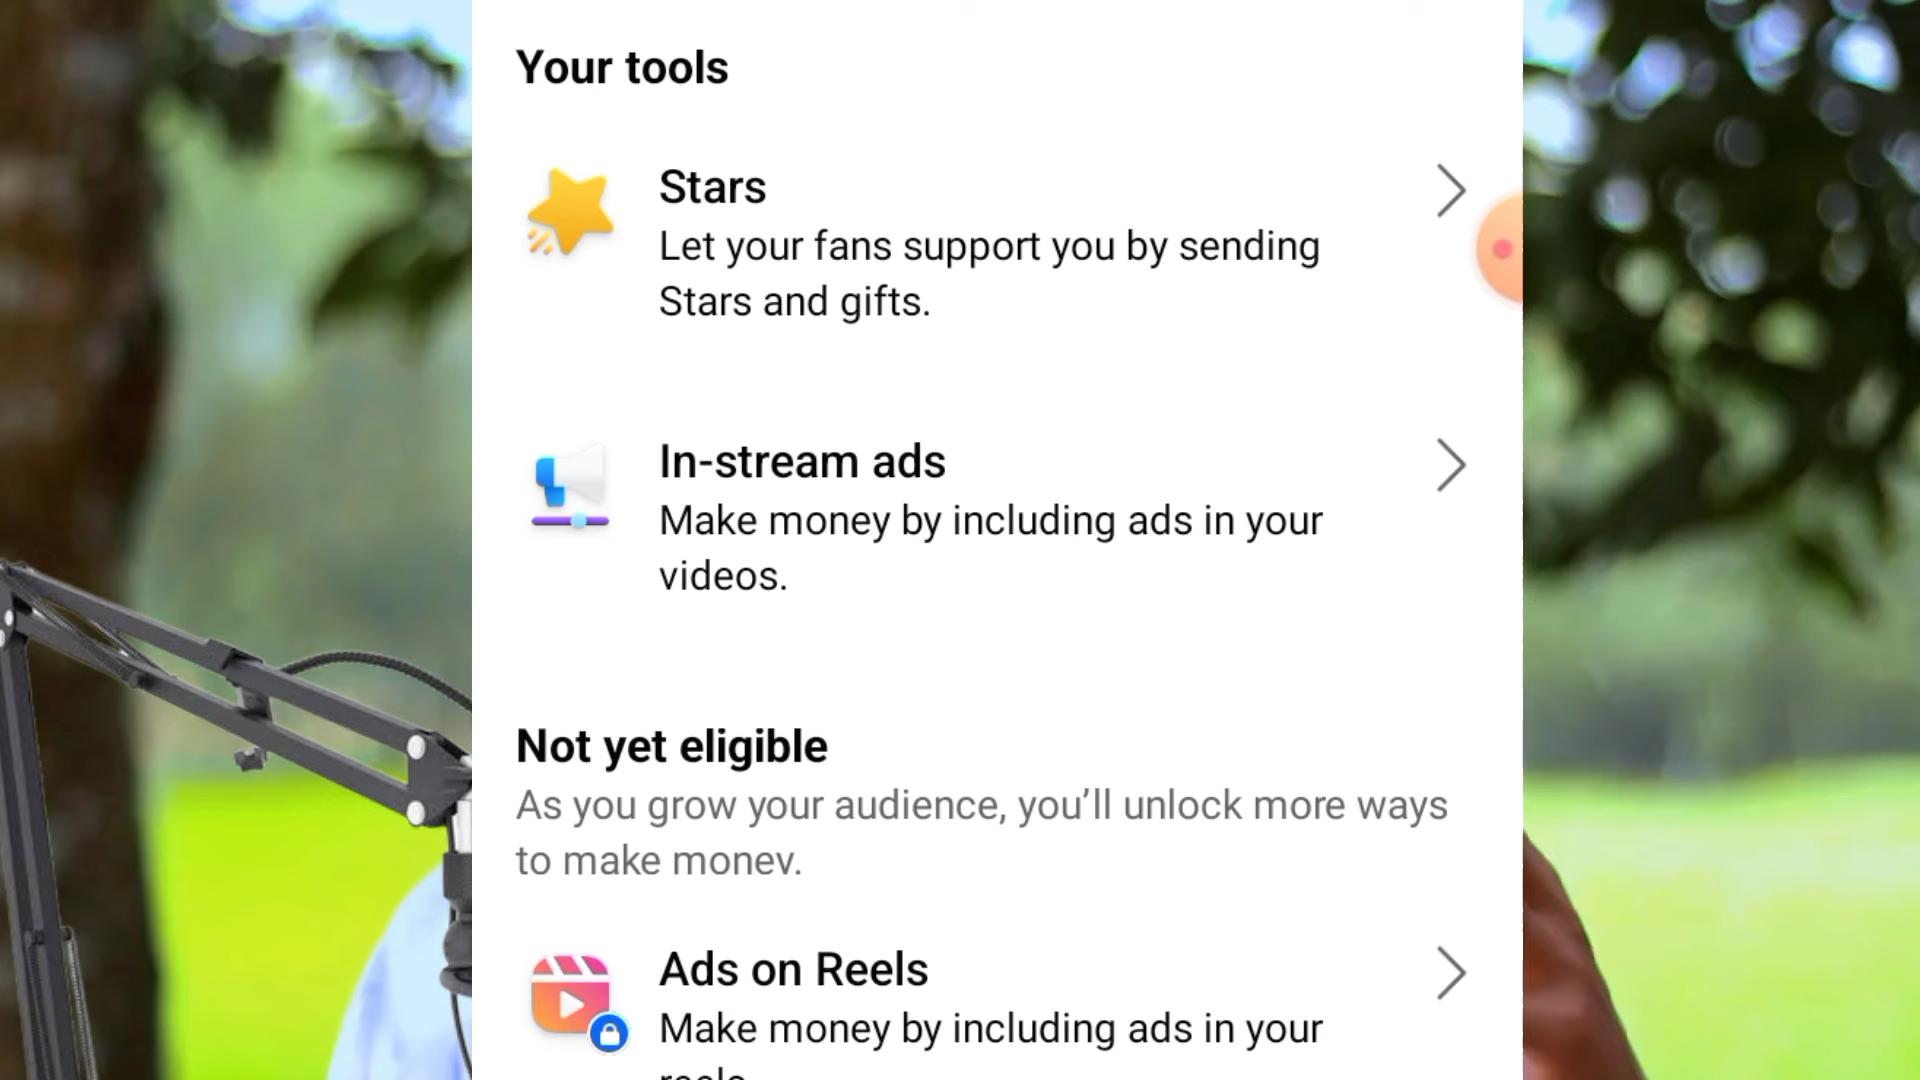 Your tools
Stars
Let your fans support you by sending
Stars and gifts.
In-stream ads
Make money by including ads in your
videos.
Not yet eligible
As you grow your audience, you’ll unlock more ways
to make money.
Ads on Reels
Make money by including ads in your
reels